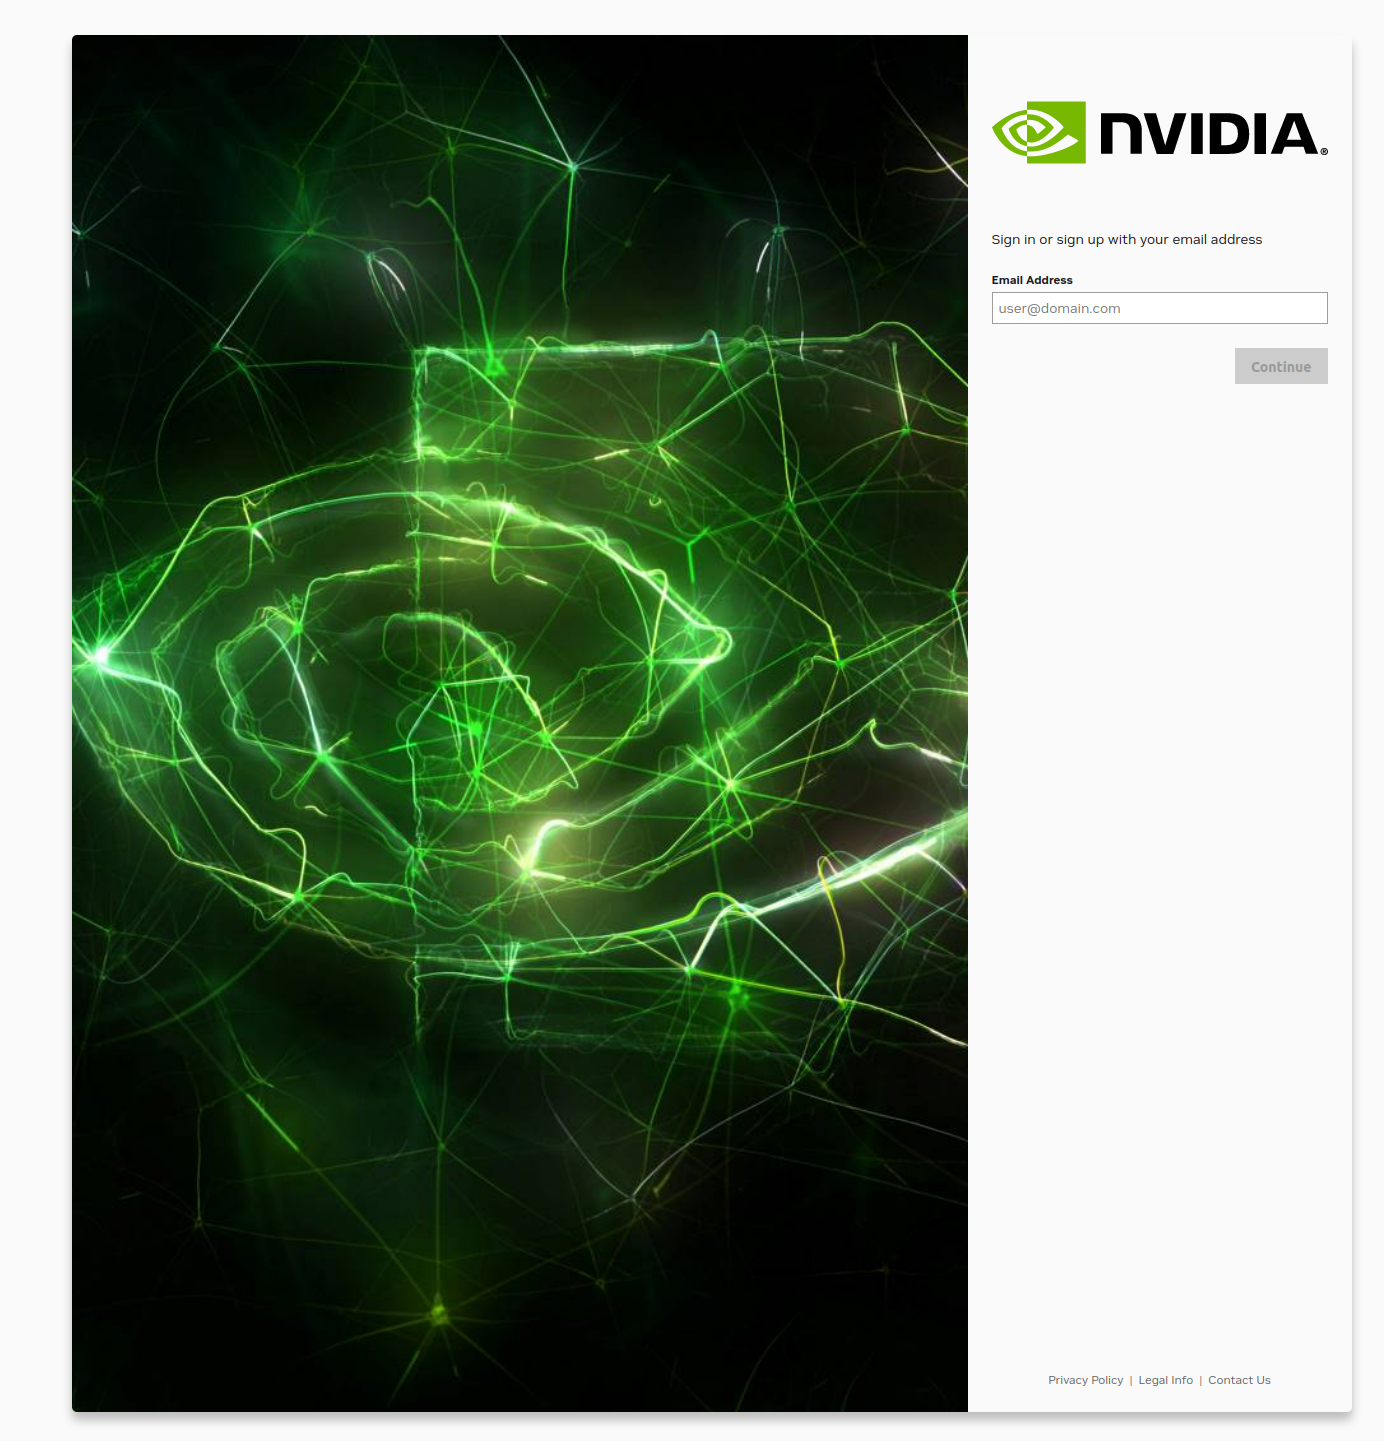 NVIDIA®
Sign in or sign up with your email address
Email Address
user@domain.com
Continue
Privacy Policy | Legal Info | Contact Us